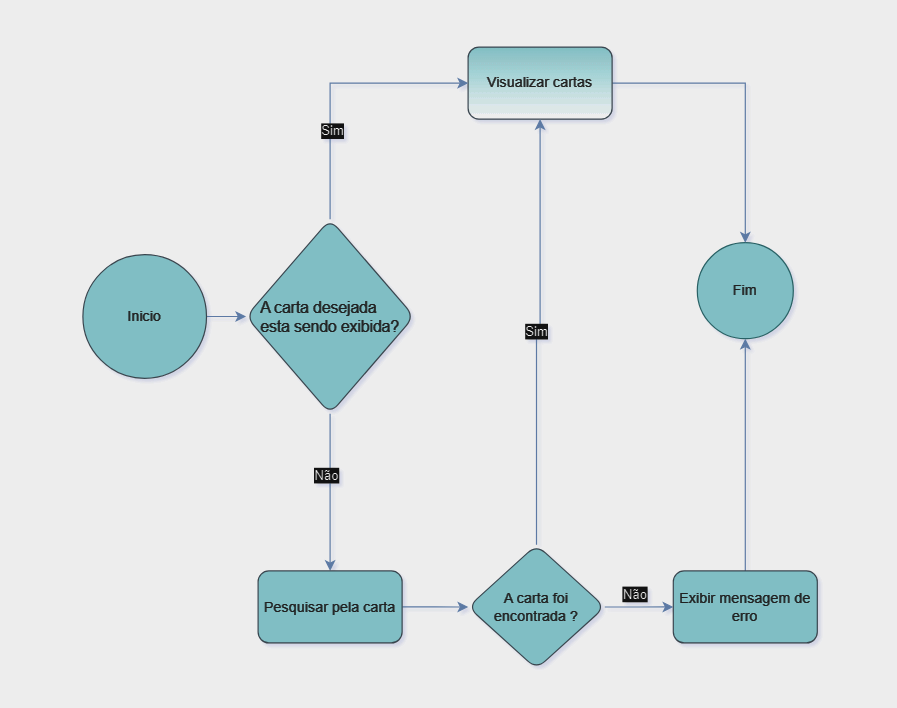 Visualizar cartas
Sim
Inicio
A carta desejada
esta sendo exibida?
Fim
Sim
Não
Pesquisar pela carta
A carta foi
encontrada ?
Não
Exibir mensagem de
erro